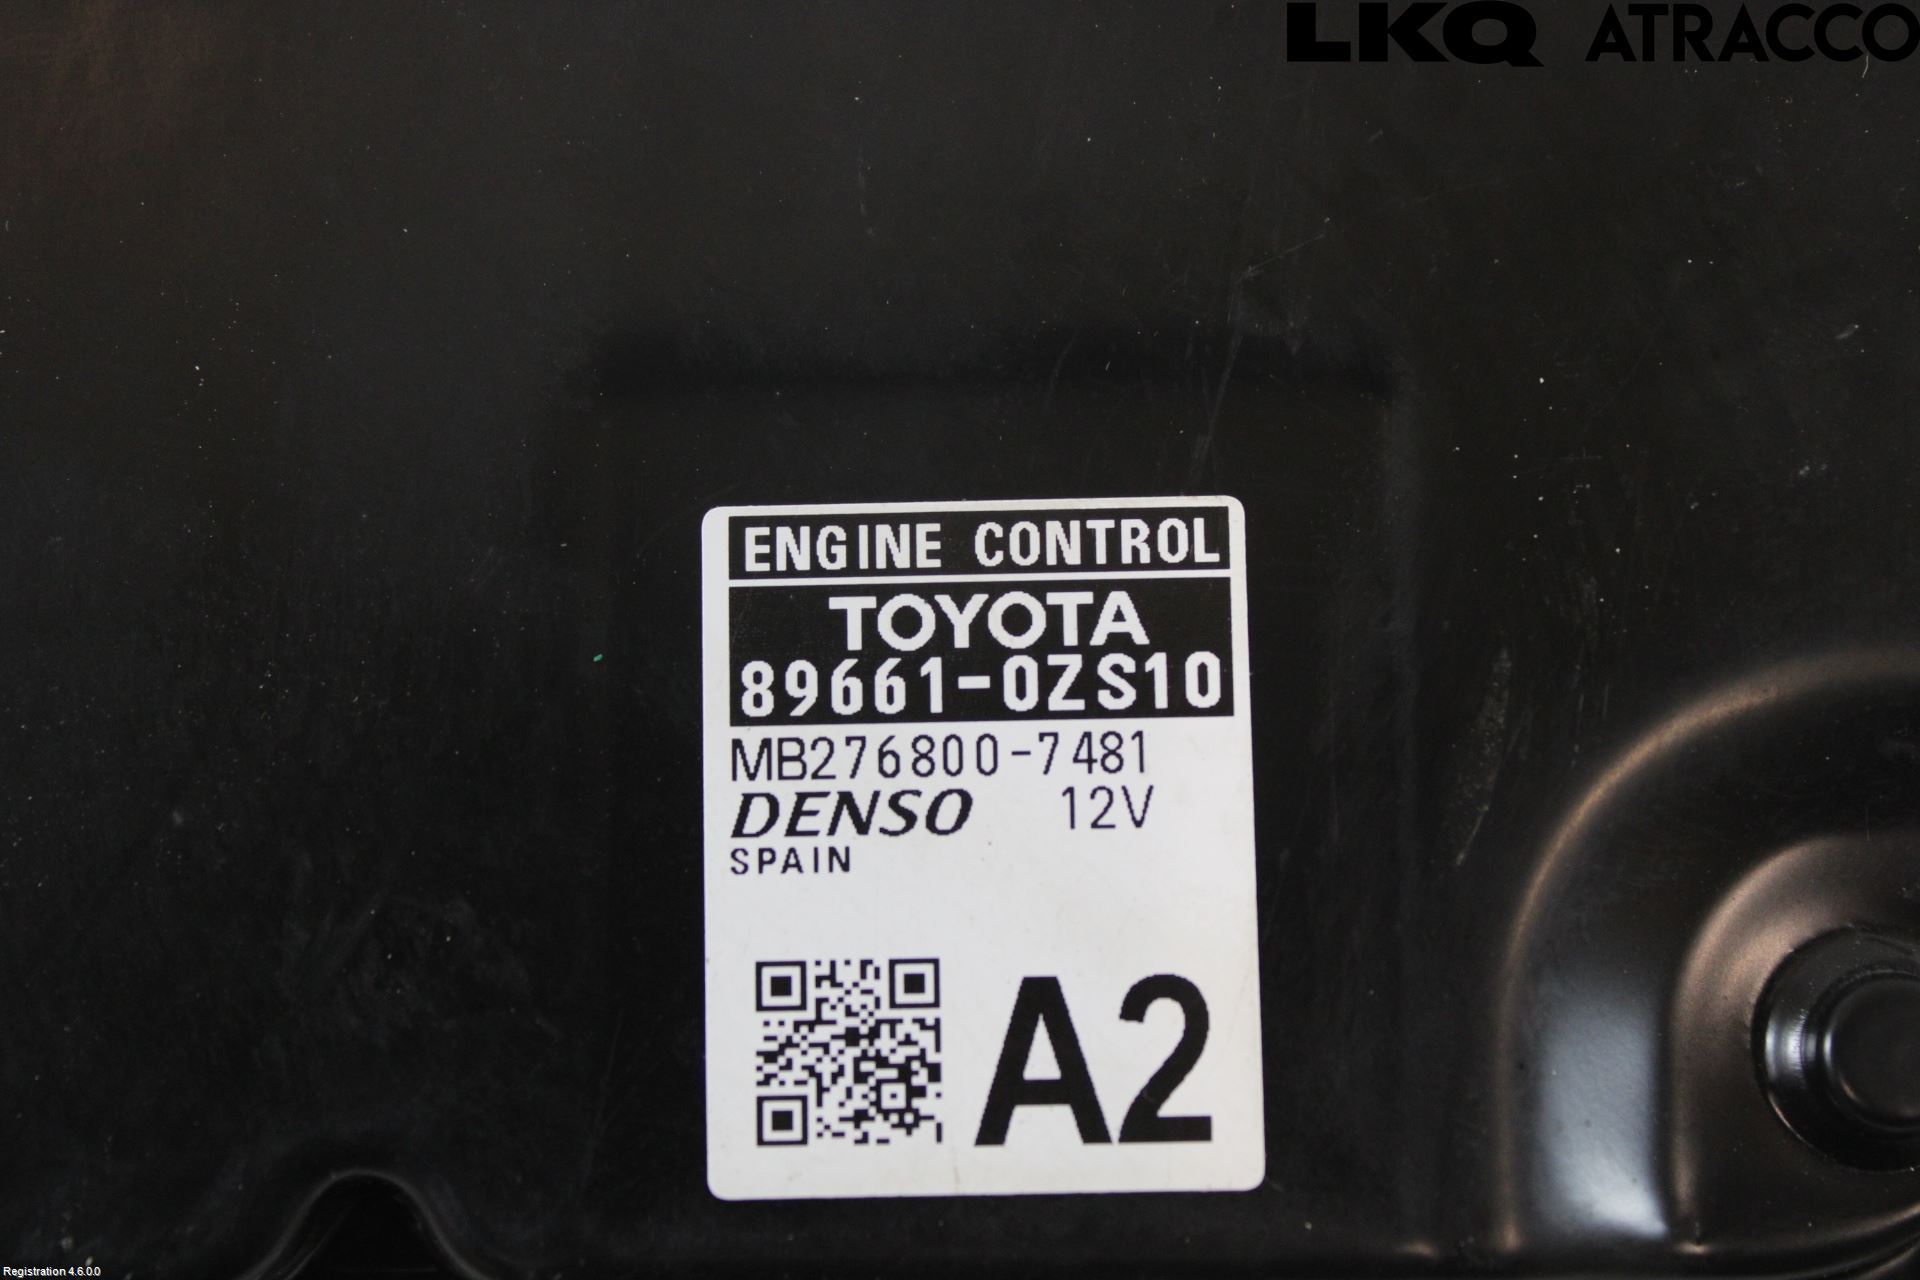 LKQ ATRACCO
ENGINE CONTROL
TOYOTA
89661-0ZS10
MB276800-7481
DENSO 12V
SPAIN
A2
Registration 4.6.0.0